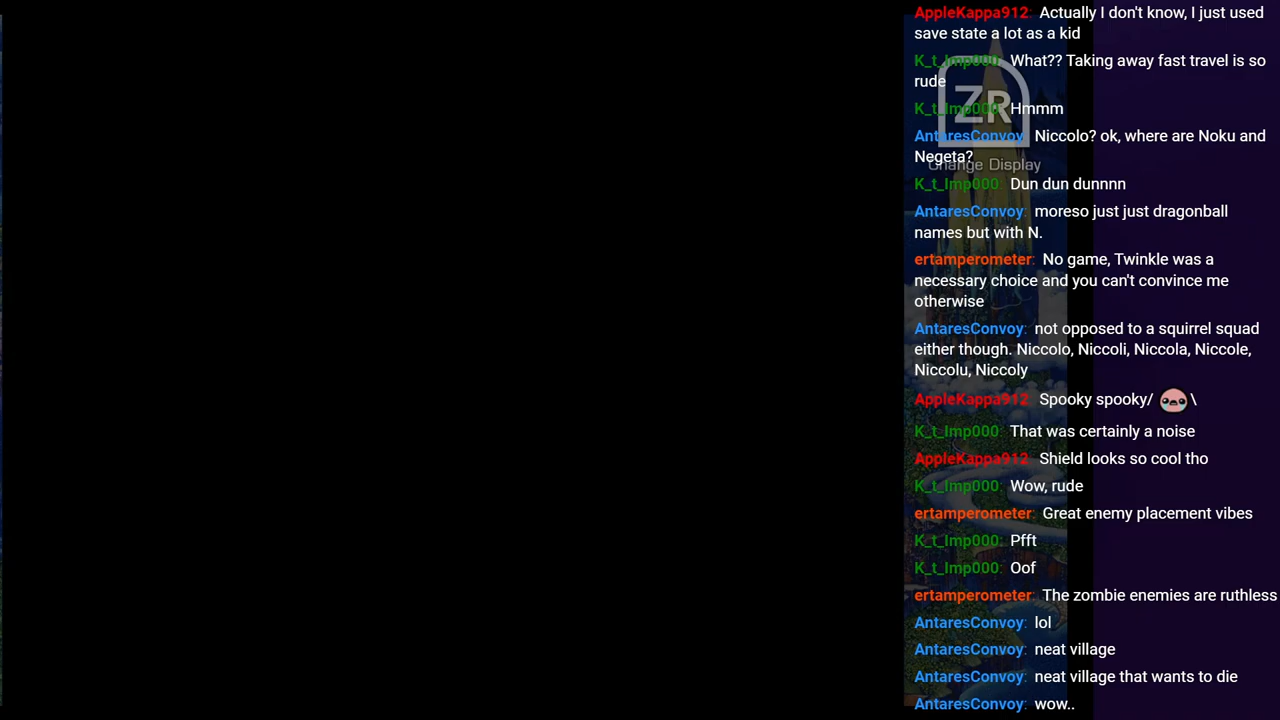 AppleKappa912: Actually I don't know, I just used
save state a lot as a kid
K_t_Imp000: What?? Taking away fast travel is so
rude
K_t_Imp000: Hmmm
ZR
AntaresConvoy: Niccolo? ok, where are Noku and
Negeta?
Change Display
K_t_Imp000: Dun dun dunnnn
AntaresConvoy: moreso just just dragonball
names but with N.
ertamperometer: No game, Twinkle was a
necessary choice and you can't convince me
otherwise
AntaresConvoy: not opposed to a squirrel squad
either though. Niccolo, Niccoli, Niccola, Niccole,
Niccolu, Niccoly
AppleKappa912: Spooky spooky/ \
K_t_Imp000: That was certainly a noise
AppleKappa912: Shield looks so cool tho
K_t_Imp000: Wow, rude
ertamperometer: Great enemy placement vibes
K_t_Imp000: Pfft
K_t_Imp000: Oof
ertamperometer: The zombie enemies are ruthless
AntaresConvoy: lol
AntaresConvoy: neat village
AntaresConvoy: neat village that wants to die
AntaresConvoy: wow..